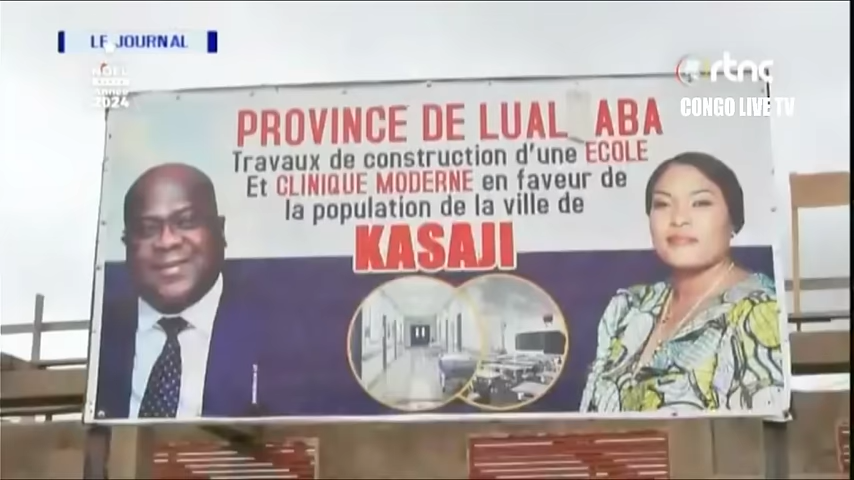 LE JOURNAL
NOEL
2024
rtnc
CONGO LIVE TV
PROVINCE DE LUAL ABA
Travaux de construction d'une ECOLE
Et CLINIQUE MODERNE en faveur de
la population de la ville de
KASAJI